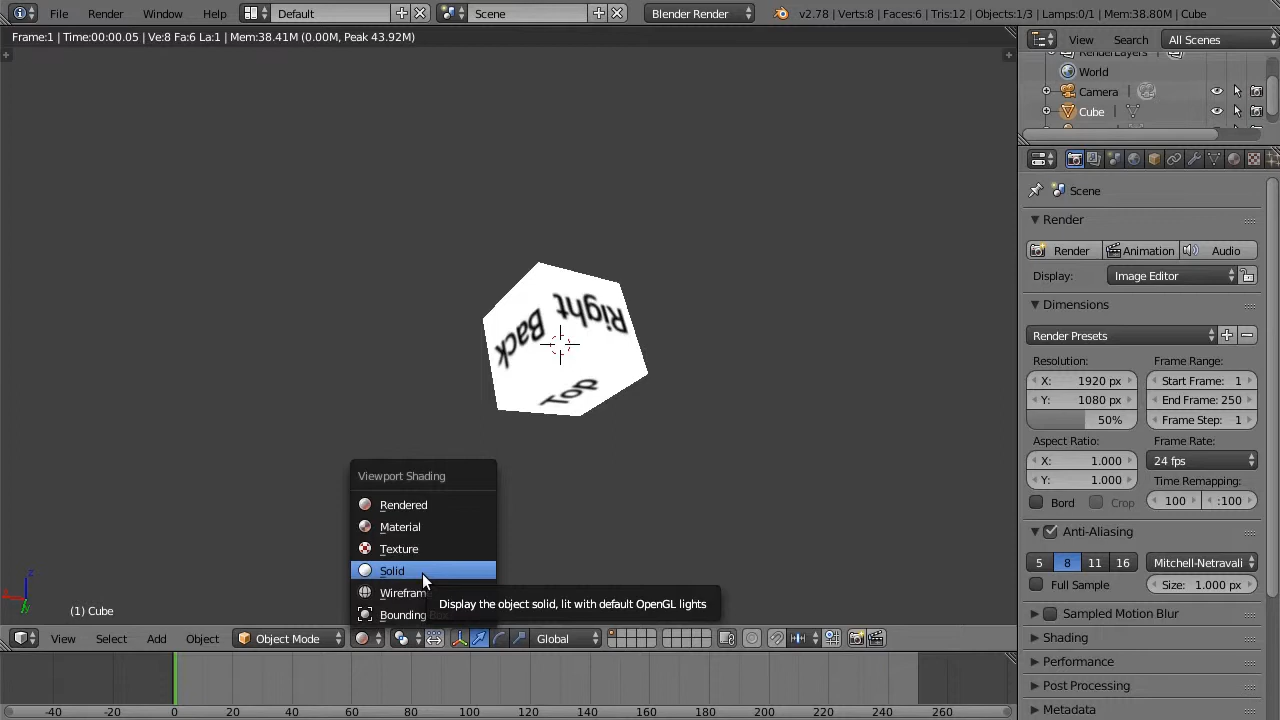 File Render Window Help Default Scene Blender Render v2.78 | Verts:8 | Faces:6 | Tris:12 | Objects:1/3 | Lamps:0/1 | Mem:38.80M | Cube
Frame:1 | Time:00:00.05 | Ve:8 Fa:6 La:1 | Mem:38.41M (0.00M, Peak 43.92M)
View Search All Scenes
RenderLayers
World
Camera
Cube
Scene
Render
Render Animation Audio
Display: Image Editor
Dimensions
Render Presets
Resolution: Frame Range:
X: 1920 px Start Frame: 1
Y: 1080 px End Frame: 250
50% Frame Step: 1
Aspect Ratio: Frame Rate:
X: 1.000 24 fps
Y: 1.000 Time Remapping:
Bord Crop 100 :100
Anti-Aliasing
5 8 11 16 Mitchell-Netravali
Full Sample Size: 1.000 px
Sampled Motion Blur
Shading
Performance
Post Processing
Metadata
Right
Back
Top
Viewport Shading
Rendered
Material
Texture
Solid
Wirefram
Bounding
Display the object solid, lit with default OpenGL lights
z
(1) Cube
View Select Add Object Object Mode Global
-40 -20 0 20 40 60 80 100 120 140 160 180 200 220 240 260